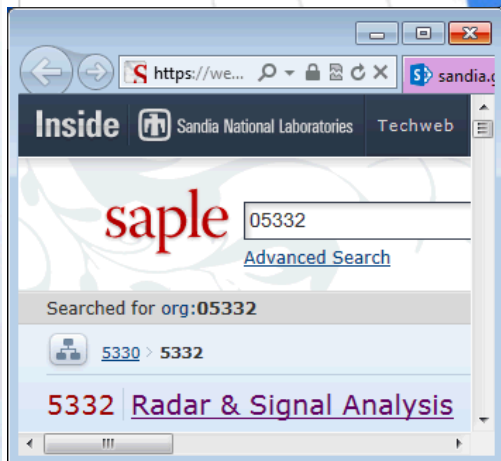 https://we...
sandia.g
Inside Sandia National Laboratories Techweb
saple 05332
Advanced Search
Searched for org:05332
5330 > 5332
5332 Radar & Signal Analysis